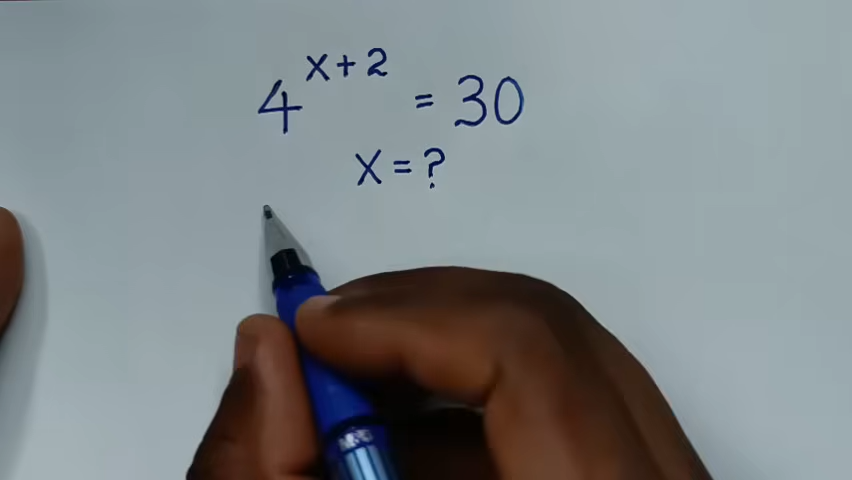 4^{x+2} = 30
x = ?